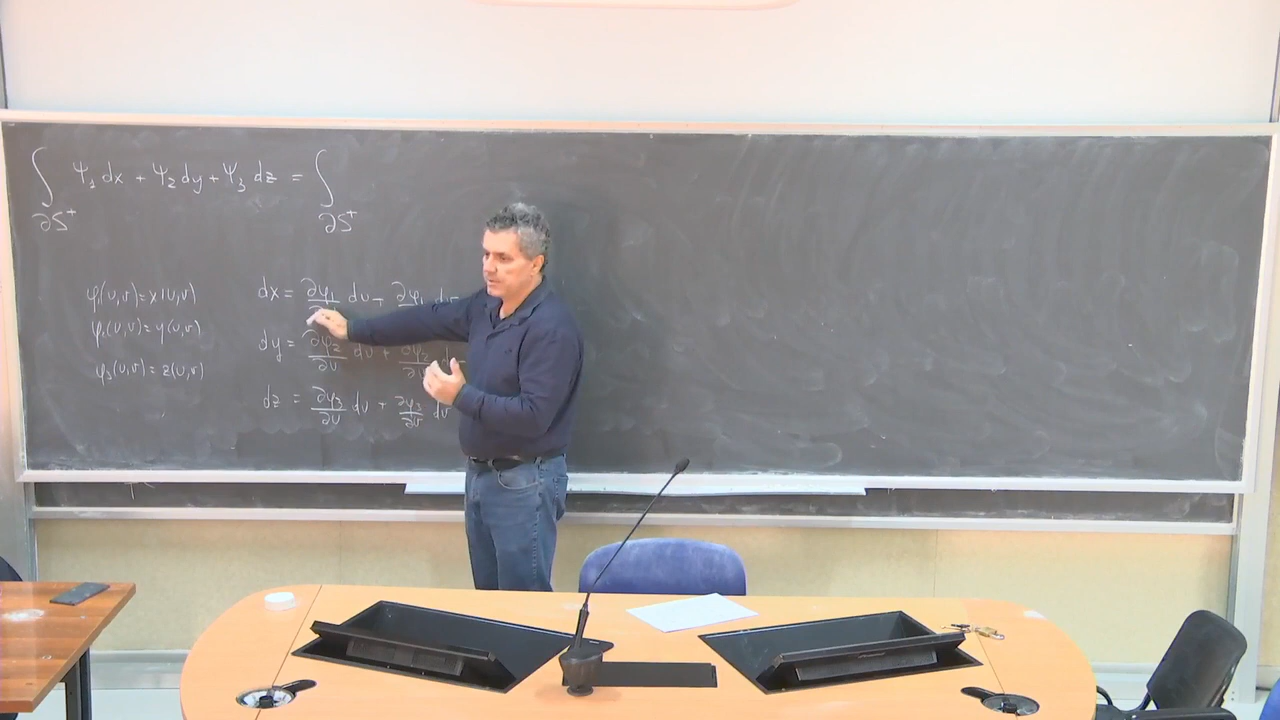 ∫_{∂S⁺} Ψ₁ dx + Ψ₂ dy + Ψ₃ dz = ∫_{∂S⁺}
φ₁(u,v) = x(u,v)
φ₂(u,v) = y(u,v)
φ₃(u,v) = z(u,v)
dx = ∂φ₁/∂u du + ∂φ₁ dv
dy = ∂φ₂/∂u du + ∂φ₂/∂v
dz = ∂φ₃/∂u du + ∂φ₃/∂v dv